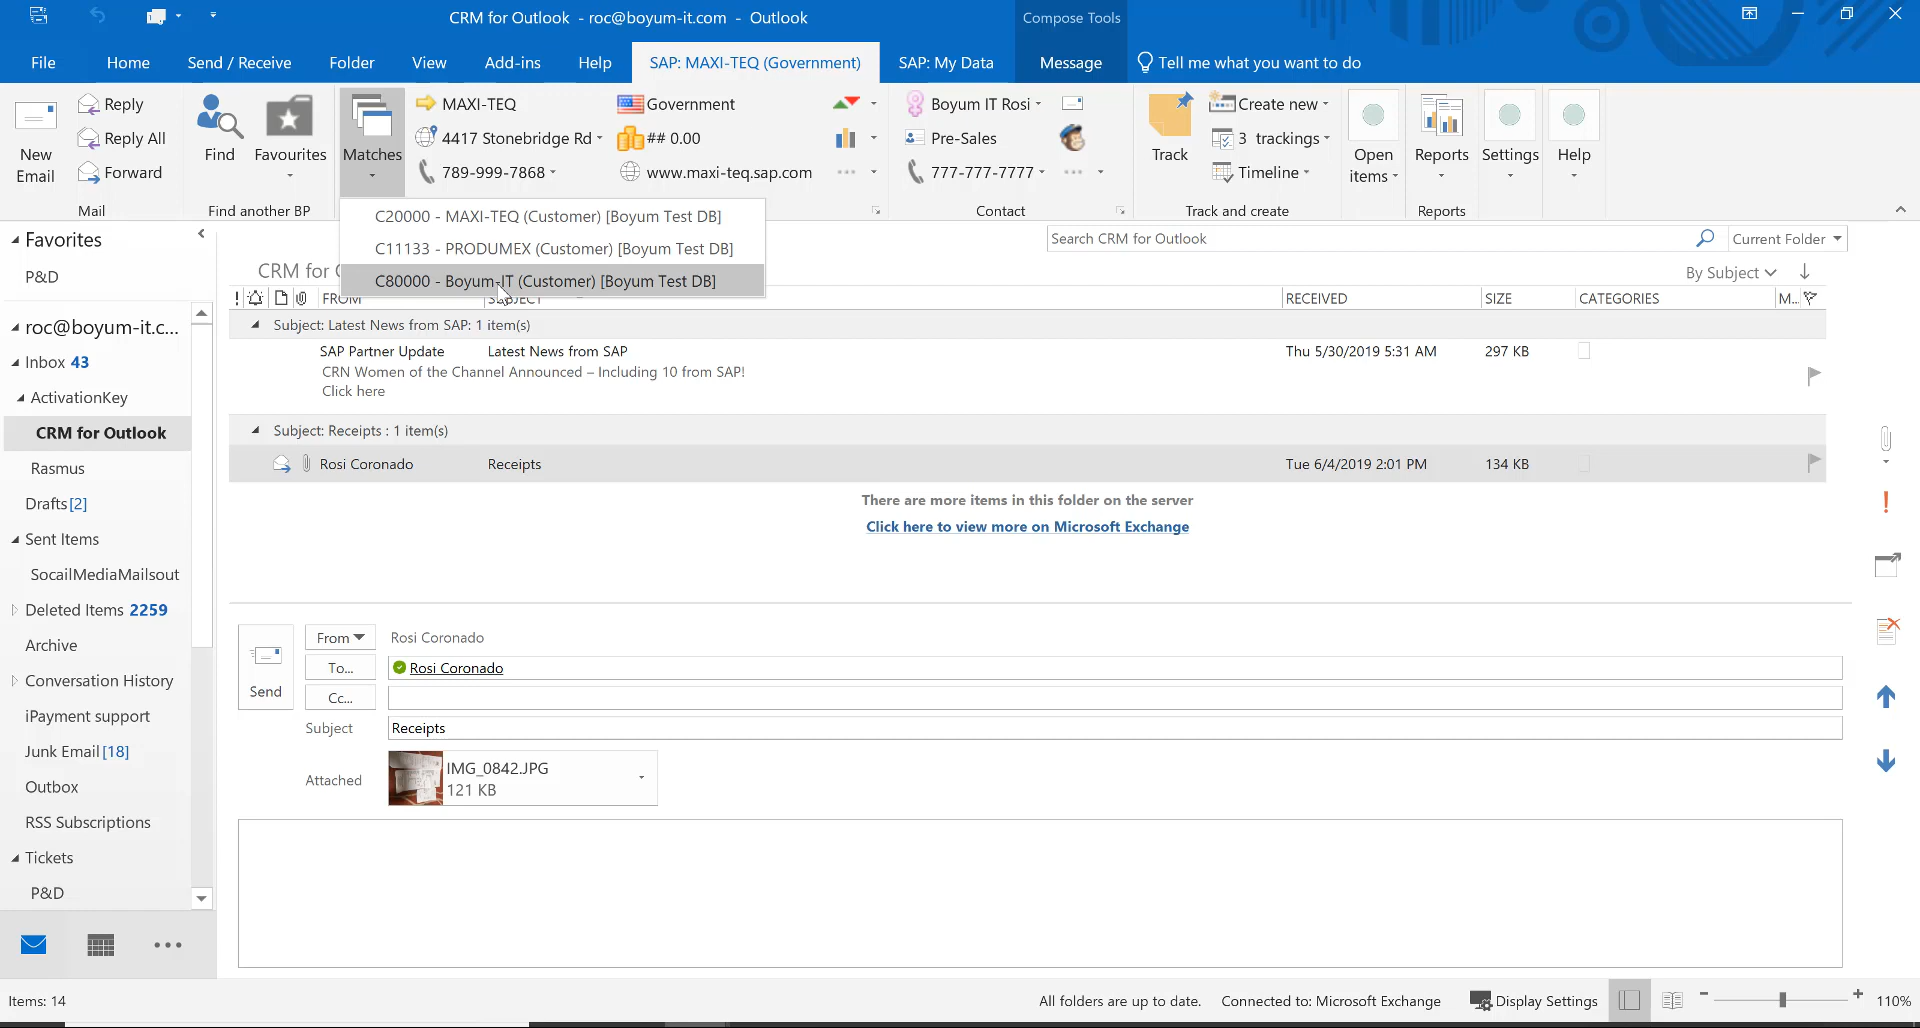 CRM for Outlook - roc@boyum-it.com - Outlook
Compose Tools
File Home Send / Receive Folder View Add-ins Help SAP: MAXI-TEQ (Government) SAP: My Data Message Tell me what you want to do
New Email
Reply
Reply All
Forward
Mail
Find
Favourites
Find another BP
Matches
MAXI-TEQ
4417 Stonebridge Rd
789-999-7868
Government
## 0.00
www.maxi-teq.sap.com
Boyum IT Rosi
Pre-Sales
777-777-7777
Contact
Track
Create new
3 trackings
Timeline
Track and create
Open items
Reports
Reports
Settings
Help
C20000 - MAXI-TEQ (Customer) [Boyum Test DB]
C11133 - PRODUMEX (Customer) [Boyum Test DB]
C80000 - Boyum-IT (Customer) [Boyum Test DB]
Favorites
P&D
roc@boyum-it.c...
Inbox 43
ActivationKey
CRM for Outlook
Rasmus
Drafts [2]
Sent Items
SocailMediaMailsout
Deleted Items 2259
Archive
Conversation History
iPayment support
Junk Email [18]
Outbox
RSS Subscriptions
Tickets
P&D
Search CRM for Outlook
Current Folder
CRM for
By Subject
FROM SUBJECT RECEIVED SIZE CATEGORIES M...
Subject: Latest News from SAP: 1 item(s)
SAP Partner Update Latest News from SAP Thu 5/30/2019 5:31 AM 297 KB
CRN Women of the Channel Announced – Including 10 from SAP!
Click here
Subject: Receipts : 1 item(s)
Rosi Coronado Receipts Tue 6/4/2019 2:01 PM 134 KB
There are more items in this folder on the server
Click here to view more on Microsoft Exchange
Send
From Rosi Coronado
To... Rosi Coronado
Cc...
Subject Receipts
Attached IMG_0842.JPG
121 KB
Items: 14
All folders are up to date. Connected to: Microsoft Exchange Display Settings 110%